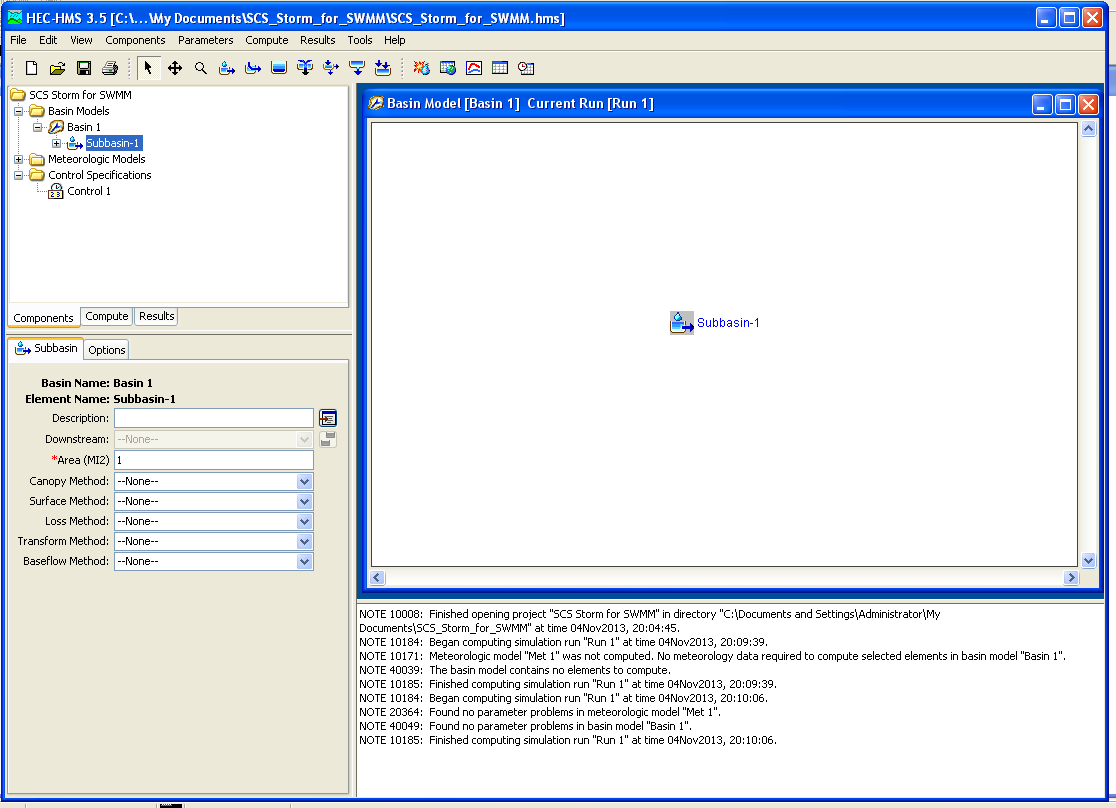 HEC-HMS 3.5 [C:\...\My Documents\SCS_Storm_for_SWMM\SCS_Storm_for_SWMM.hms]
File Edit View Components Parameters Compute Results Tools Help
SCS Storm for SWMM
Basin Models
Basin 1
Subbasin-1
Meteorologic Models
Control Specifications
Control 1
Components Compute Results
Subbasin Options
Basin Name: Basin 1
Element Name: Subbasin-1
Description:
Downstream: --None--
*Area (MI2) 1
Canopy Method: --None--
Surface Method: --None--
Loss Method: --None--
Transform Method: --None--
Baseflow Method: --None--
Basin Model [Basin 1] Current Run [Run 1]
Subbasin-1
NOTE 10008: Finished opening project "SCS Storm for SWMM" in directory "C:\Documents and Settings\Administrator\My
Documents\SCS_Storm_for_SWMM" at time 04Nov2013, 20:04:45.
NOTE 10184: Began computing simulation run "Run 1" at time 04Nov2013, 20:09:39.
NOTE 10171: Meteorologic model "Met 1" was not computed. No meteorology data required to compute selected elements in basin model "Basin 1".
NOTE 40039: The basin model contains no elements to compute.
NOTE 10185: Finished computing simulation run "Run 1" at time 04Nov2013, 20:09:39.
NOTE 10184: Began computing simulation run "Run 1" at time 04Nov2013, 20:10:06.
NOTE 20364: Found no parameter problems in meteorologic model "Met 1".
NOTE 40049: Found no parameter problems in basin model "Basin 1".
NOTE 10185: Finished computing simulation run "Run 1" at time 04Nov2013, 20:10:06.